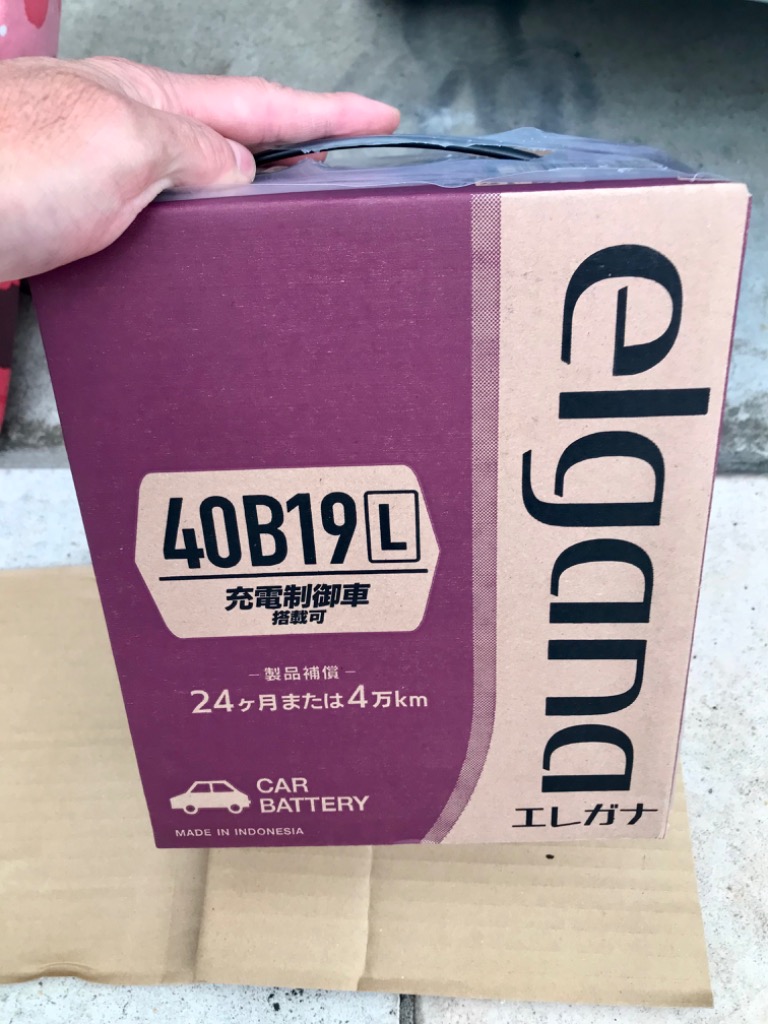 40B19 L
充電制御車
搭載可
– 製品補償 –
24ヶ月または4万km
CAR
BATTERY
MADE IN INDONESIA
elgana
エレガナ